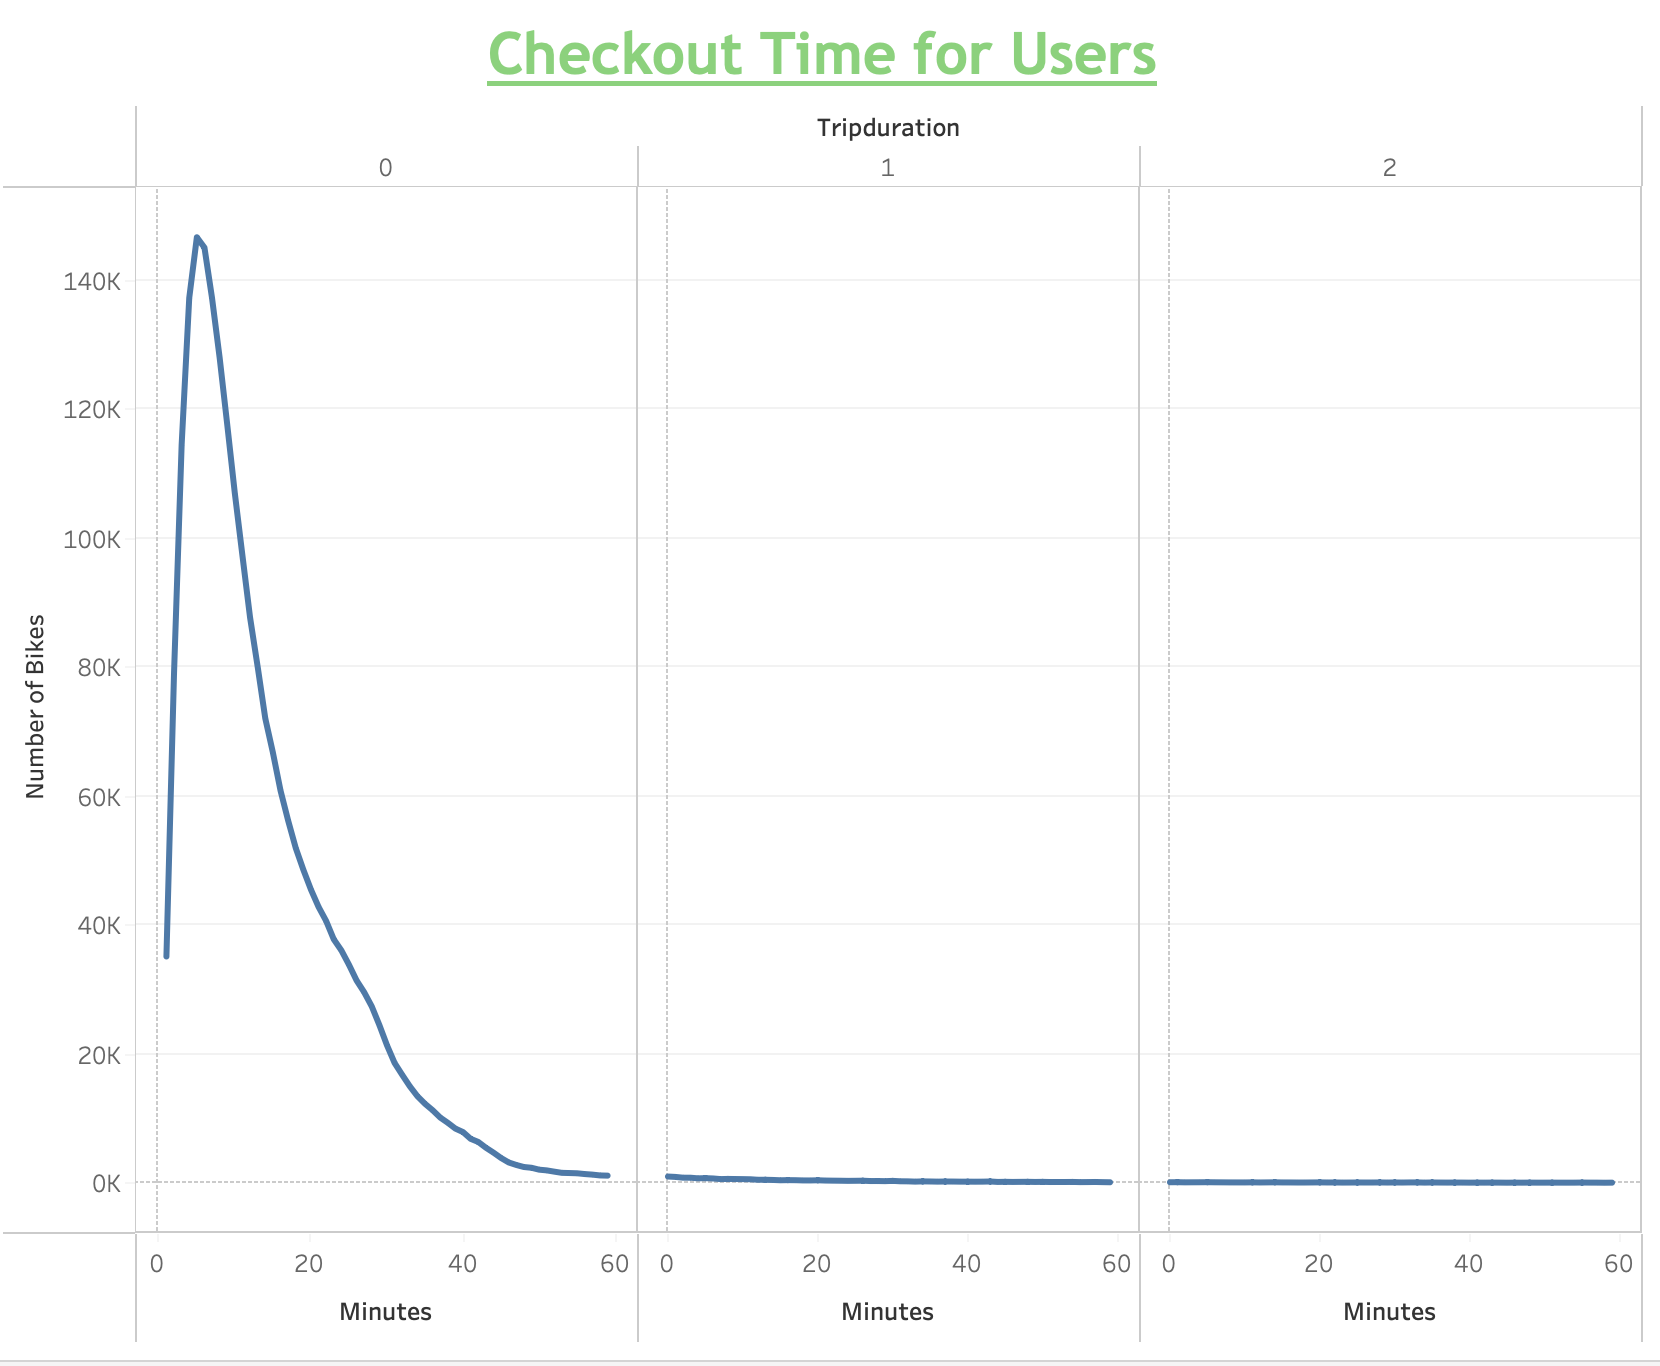 Checkout Time for Users
Tripduration
0 1 2
140K
120K
100K
80K
60K
40K
20K
0K
Number of Bikes
0 20 40 60 0 20 40 60 0 20 40 60
Minutes Minutes Minutes